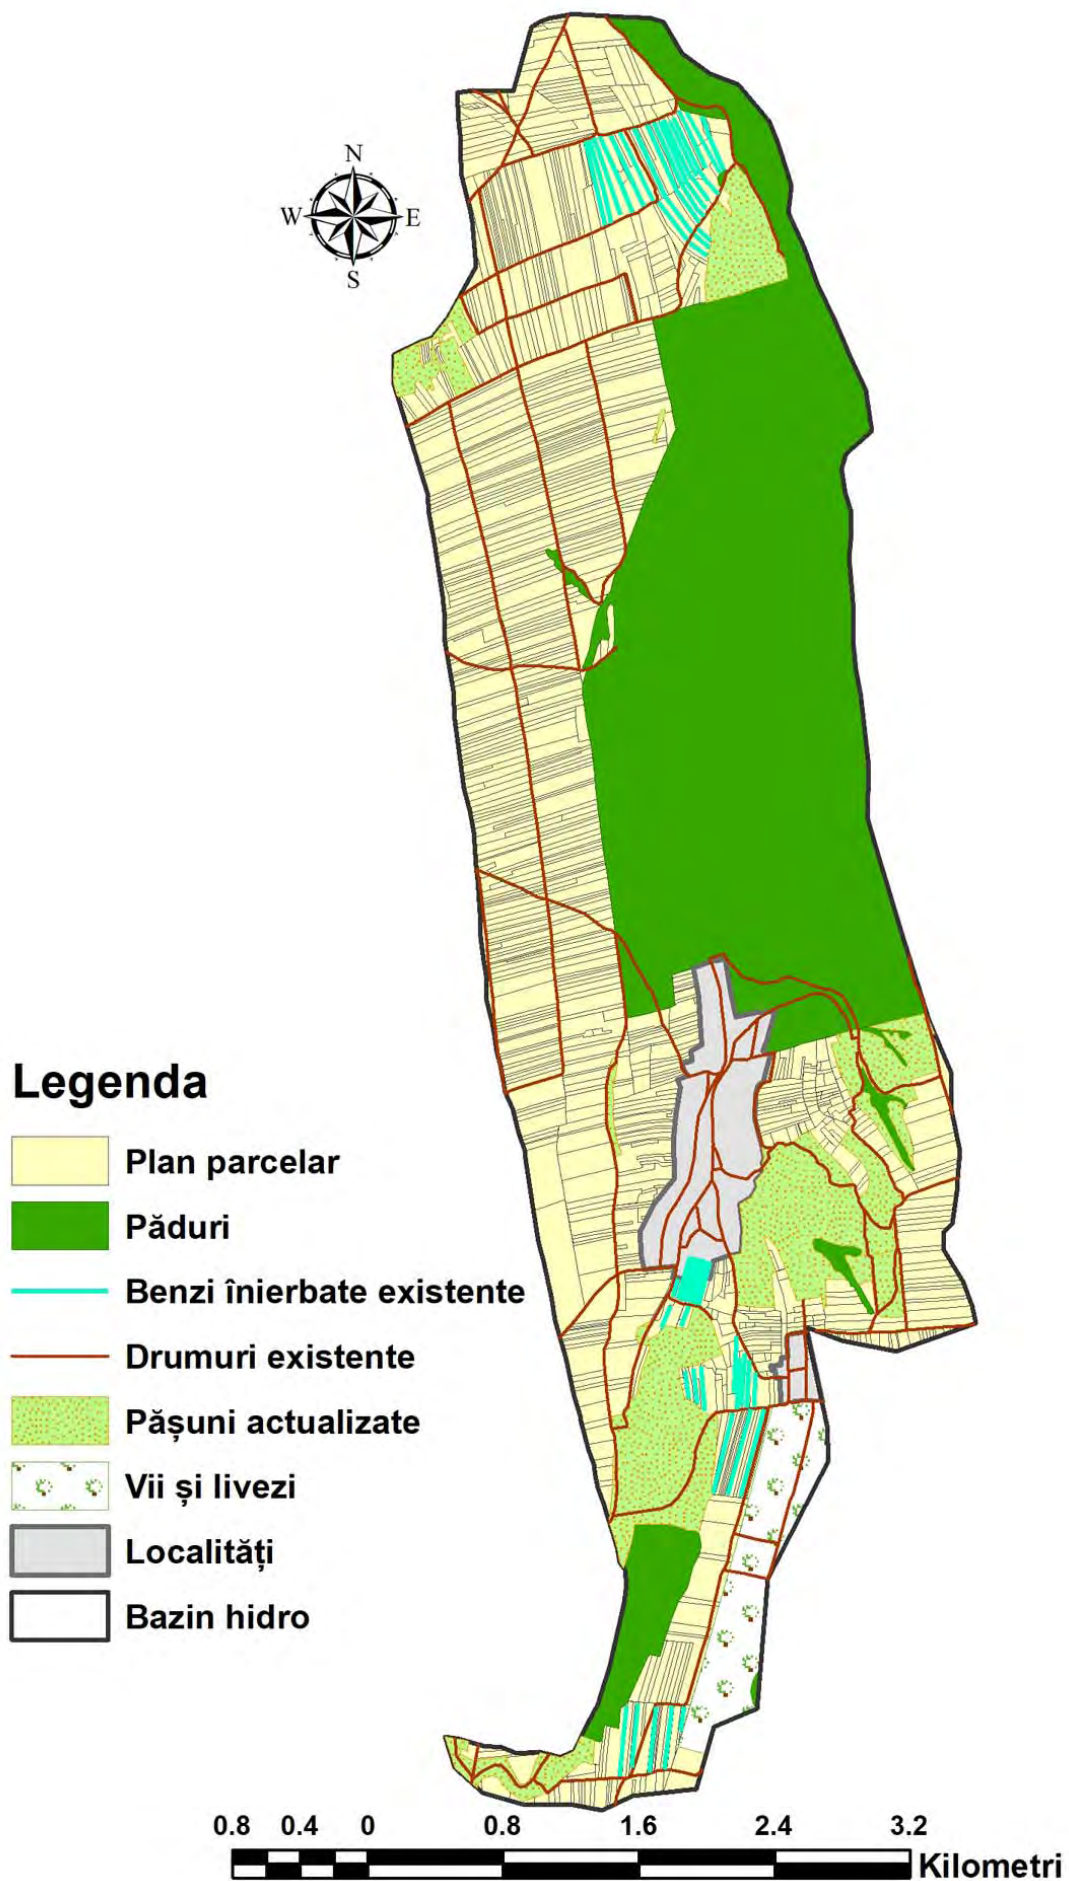 N
W E
S
Legenda
Plan parcelar
Păduri
Benzi înierbate existente
Drumuri existente
Pășuni actualizate
Vii și livezi
Localități
Bazin hidro
0.8 0.4 0 0.8 1.6 2.4 3.2
Kilometri